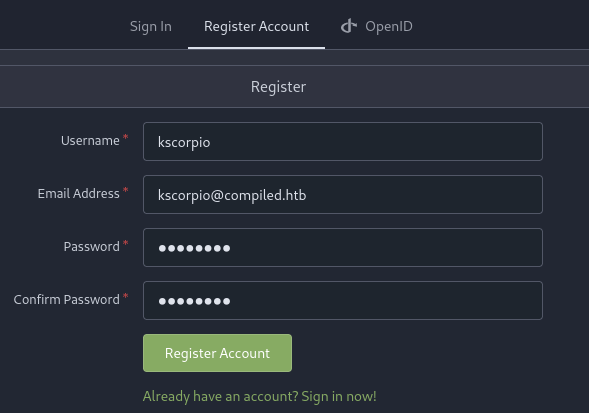 Sign In Register Account OpenID
Register
Username * kscorpio
Email Address * kscorpio@compiled.htb
Password * ●●●●●●●●
Confirm Password * ●●●●●●●●
Register Account
Already have an account? Sign in now!